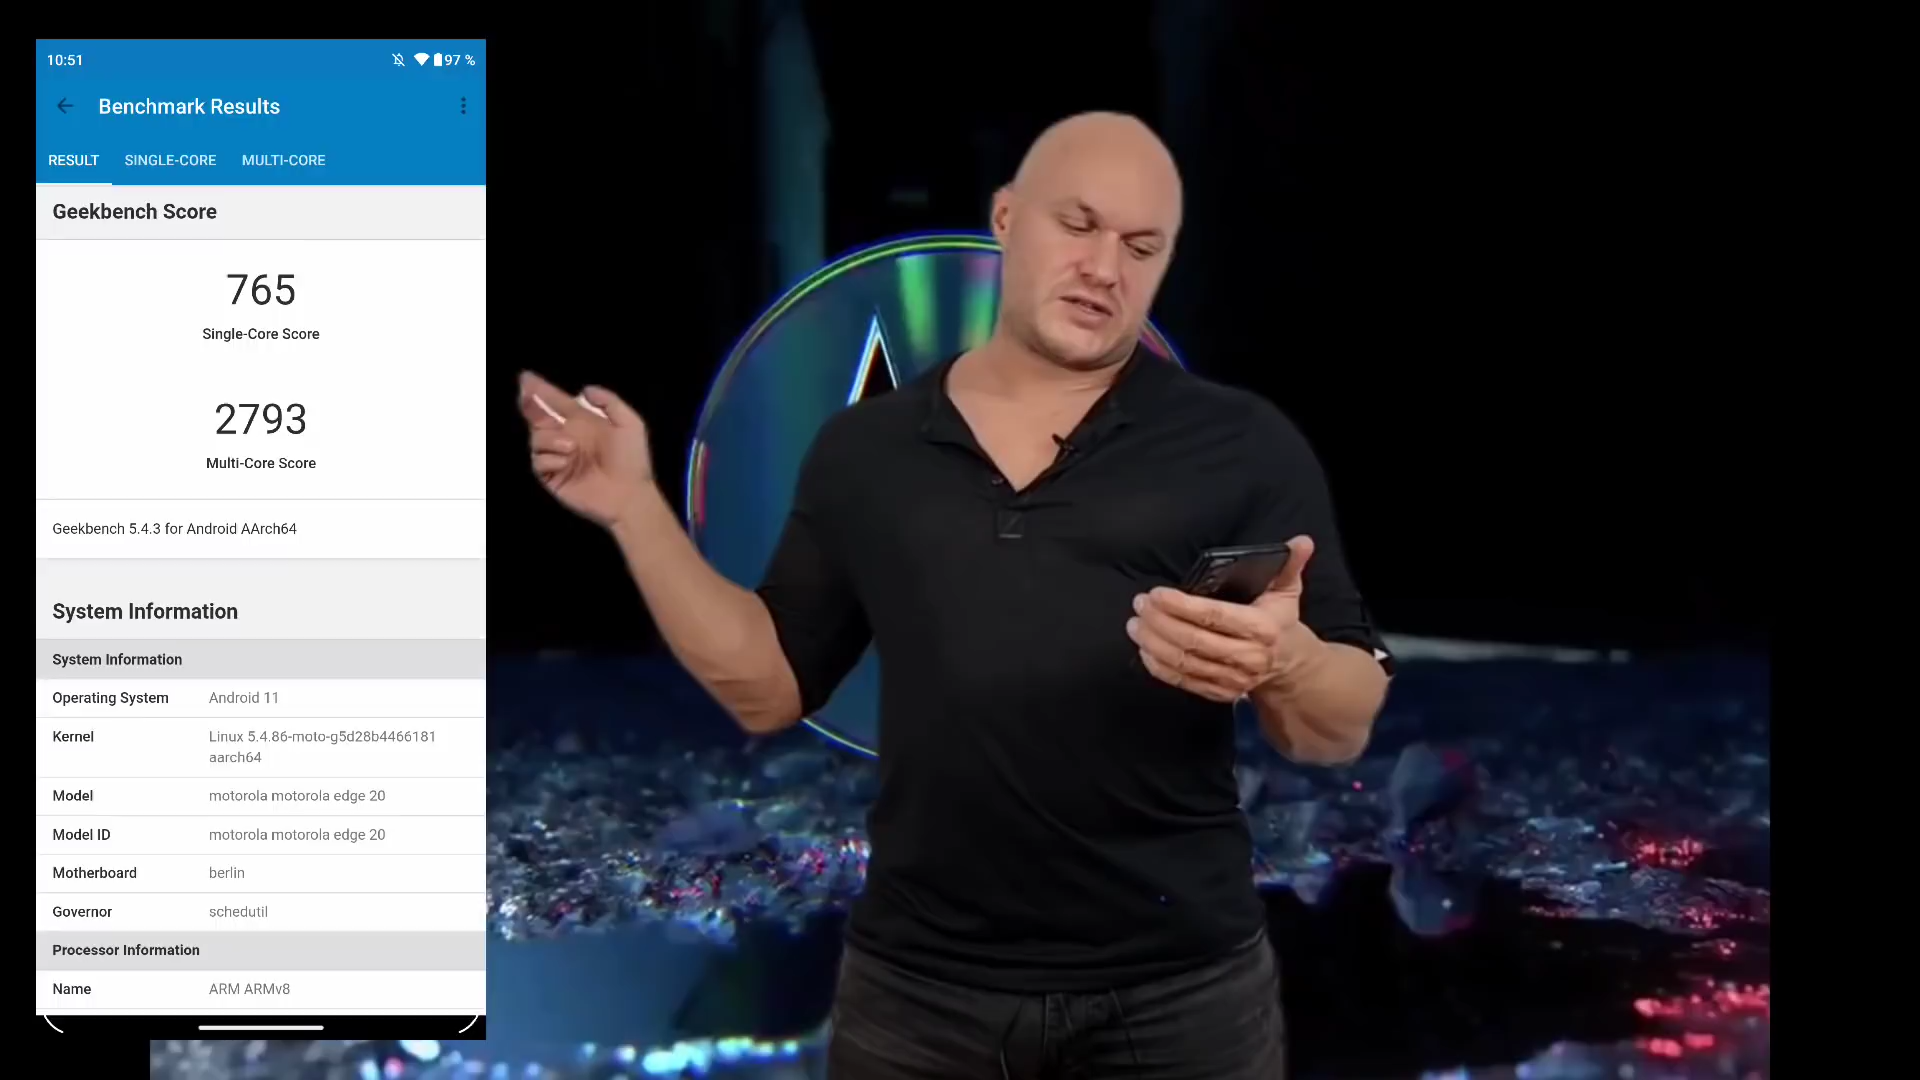 10:51
97 %
Benchmark Results
RESULT SINGLE-CORE MULTI-CORE
Geekbench Score
765
Single-Core Score
2793
Multi-Core Score
Geekbench 5.4.3 for Android AArch64
System Information
System Information
Operating System Android 11
Kernel Linux 5.4.86-moto-g5d28b4466181
aarch64
Model motorola motorola edge 20
Model ID motorola motorola edge 20
Motherboard berlin
Governor schedutil
Processor Information
Name ARM ARMv8